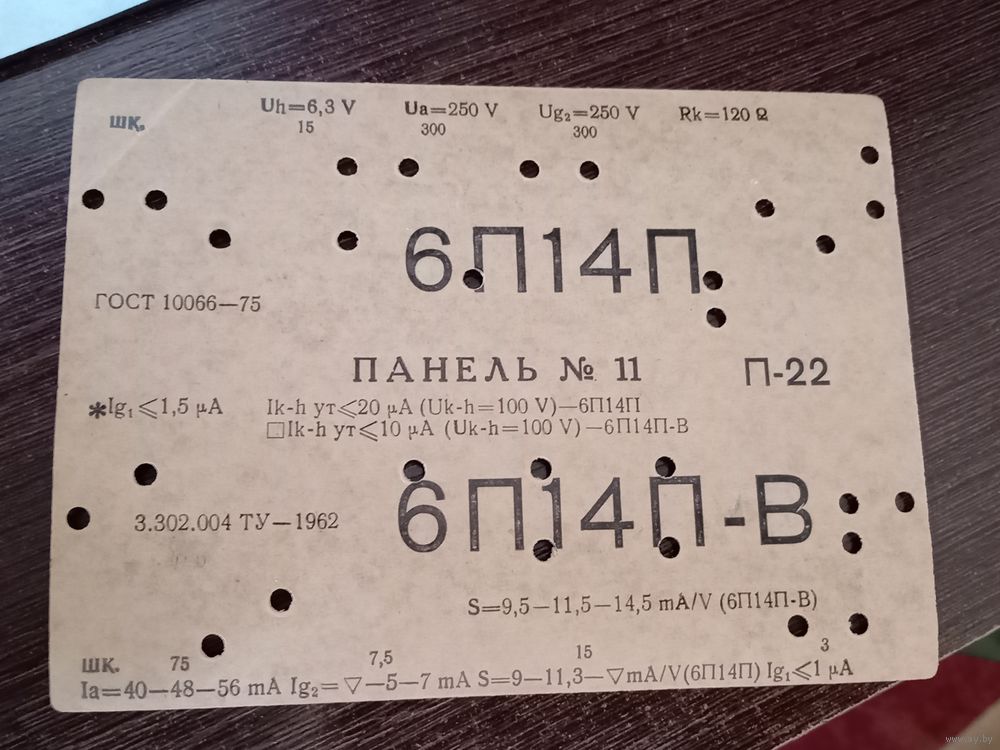 шк. Uh=6,3 V Ua=250 V Ug₂=250 V Rk=120 Ω
15 300 300
6П14П
ГОСТ 10066—75
ПАНЕЛЬ № 11 П-22
*Ig₁⩽1,5 µA Ik-h ут⩽20 µA (Uk-h=100 V)—6П14П
□Ik-h ут⩽10 µA (Uk-h=100 V)—6П14П-В
6П14П-В
3.302.004 ТУ—1962
S=9,5—11,5—14,5 mA/V (6П14П-В)
шк. 75 7,5 15 3
Ia=40—48—56 mA Ig₂=▽—5—7 mA S=9—11,3—▽mA/V(6П14П) Ig₁⩽1 µA
www.ay.by